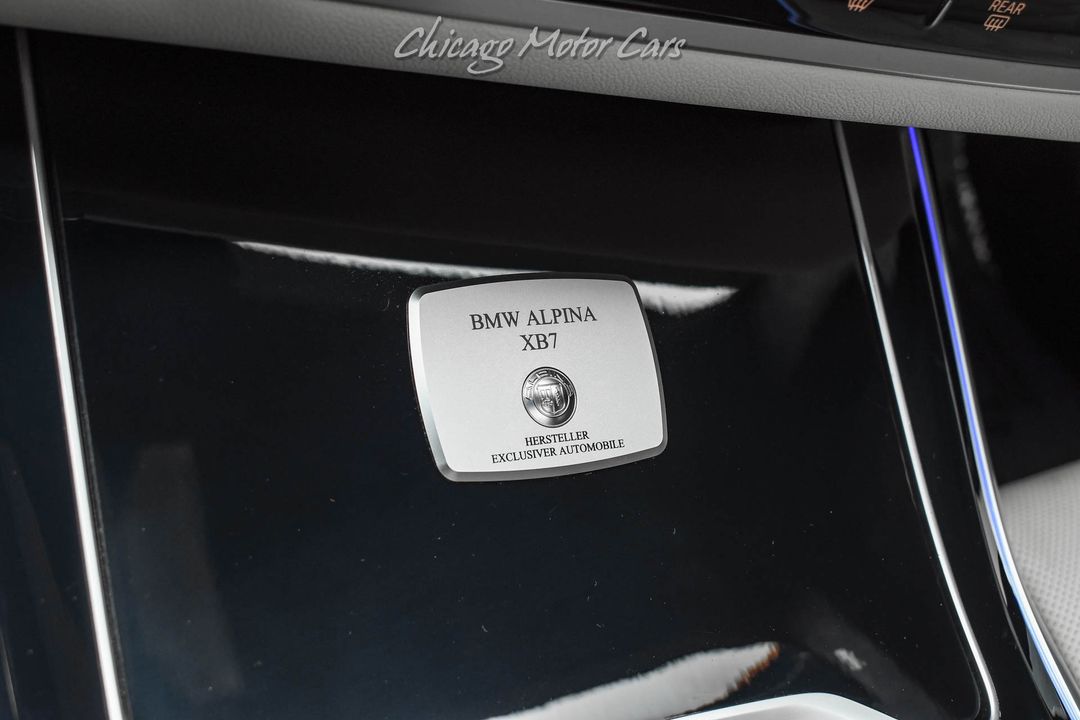 REAR
Chicago Motor Cars
BMW ALPINA
XB7
HERSTELLER
EXCLUSIVER AUTOMOBILE